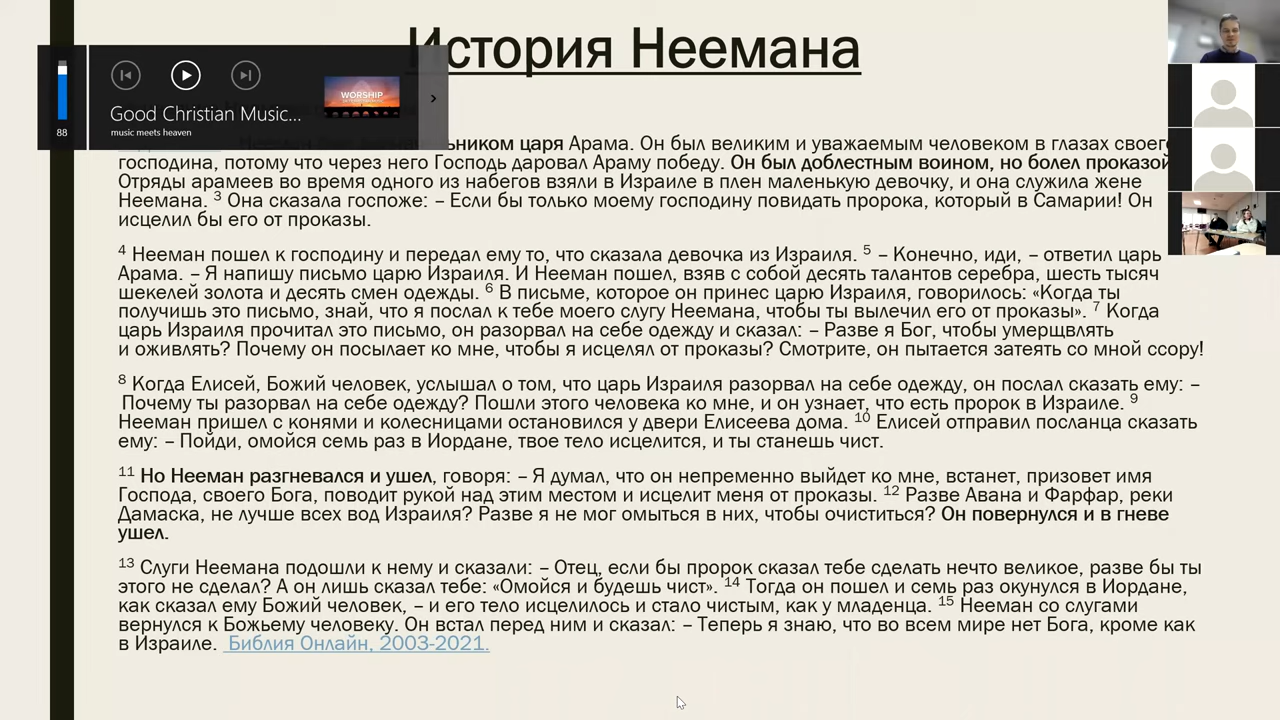 История Неемана
88
Good Christian Music...
music meets heaven
WORSHIP
ьником царя Арама. Он был великим и уважаемым человеком в глазах своего
господина, потому что через него Господь даровал Араму победу. Он был доблестным воином, но болел проказой
Отряды арамеев во время одного из набегов взяли в Израиле в плен маленькую девочку, и она служила жене
Неемана. 3 Она сказала госпоже: – Если бы только моему господину повидать пророка, который в Самарии! Он
исцелил бы его от проказы.
4 Нееман пошел к господину и передал ему то, что сказала девочка из Израиля. 5 – Конечно, иди, – ответил царь
Арама. – Я напишу письмо царю Израиля. И Нееман пошел, взяв с собой десять талантов серебра, шесть тысяч
шекелей золота и десять смен одежды. 6 В письме, которое он принес царю Израиля, говорилось: «Когда ты
получишь это письмо, знай, что я послал к тебе моего слугу Неемана, чтобы ты вылечил его от проказы». 7 Когда
царь Израиля прочитал это письмо, он разорвал на себе одежду и сказал: – Разве я Бог, чтобы умерщвлять
и оживлять? Почему он посылает ко мне, чтобы я исцелял от проказы? Смотрите, он пытается затеять со мной ссору!
8 Когда Елисей, Божий человек, услышал о том, что царь Израиля разорвал на себе одежду, он послал сказать ему: –
Почему ты разорвал на себе одежду? Пошли этого человека ко мне, и он узнает, что есть пророк в Израиле. 9
Нееман пришел с конями и колесницами остановился у двери Елисеева дома. 10 Елисей отправил посланца сказать
ему: – Пойди, омойся семь раз в Иордане, твое тело исцелится, и ты станешь чист.
11 Но Нееман разгневался и ушел, говоря: – Я думал, что он непременно выйдет ко мне, встанет, призовет имя
Господа, своего Бога, поводит рукой над этим местом и исцелит меня от проказы. 12 Разве Авана и Фарфар, реки
Дамаска, не лучше всех вод Израиля? Разве я не мог омыться в них, чтобы очиститься? Он повернулся и в гневе
ушел.
13 Слуги Неемана подошли к нему и сказали: – Отец, если бы пророк сказал тебе сделать нечто великое, разве бы ты
этого не сделал? А он лишь сказал тебе: «Омойся и будешь чист». 14 Тогда он пошел и семь раз окунулся в Иордане,
как сказал ему Божий человек, – и его тело исцелилось и стало чистым, как у младенца. 15 Нееман со слугами
вернулся к Божьему человеку. Он встал перед ним и сказал: – Теперь я знаю, что во всем мире нет Бога, кроме как
в Израиле. Библия Онлайн, 2003-2021.